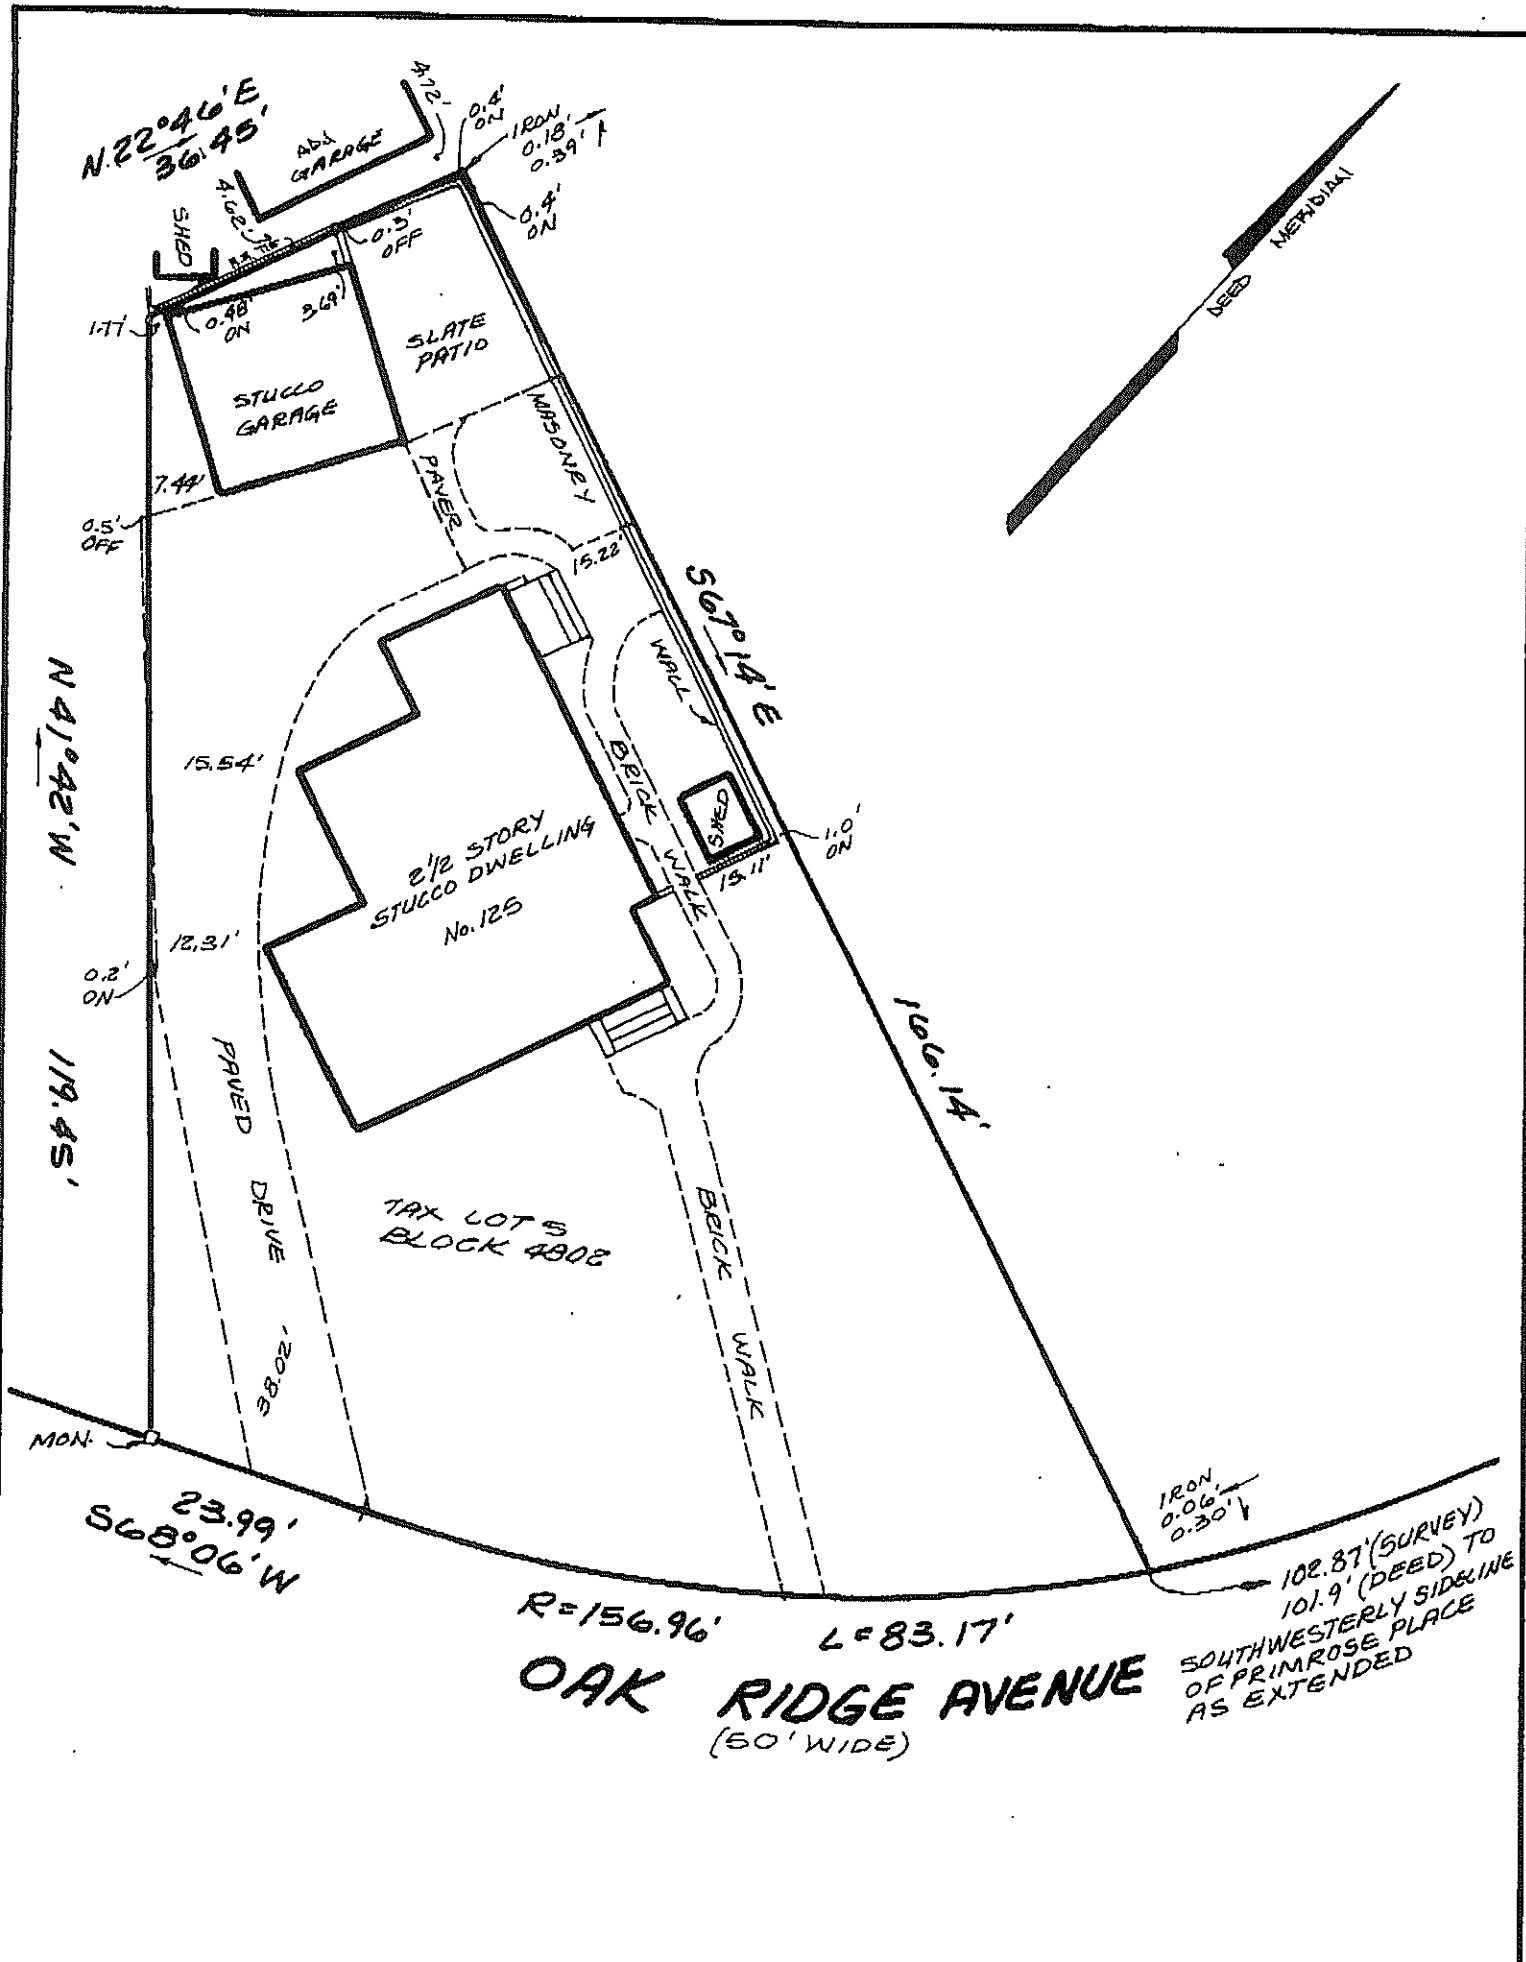 N.22°46'E
36.45'
ADJ
GARAGE
4.72'
0.4'
ON
IRON
0.18'
0.39'
0.4'
ON
4.62'
SHED
0.3'
OFF
1.77'
0.48'
ON
3.69'
SLATE
PATIO
STUCCO
GARAGE
MERIDIAN
DEED
MASONRY
PAVER
7.44'
0.5'
OFF
15.22'
S67°14'E
166.14'
WALL
N41°42'W
119.45'
15.54'
2 1/2 STORY
STUCCO DWELLING
No. 125
BRICK
WALK
SHED
1.0'
ON
15.11'
12.31'
0.2'
ON
PAVED
DRIVE
38.02'
TAX LOT 5
BLOCK 4802
BRICK
WALK
MON.
23.99'
S68°06'W
IRON
0.06'
0.30'
102.87' (SURVEY)
101.9' (DEED) TO
SOUTHWESTERLY SIDELINE
OF PRIMROSE PLACE
AS EXTENDED
R=156.96'
L=83.17'
OAK RIDGE AVENUE
(50' WIDE)